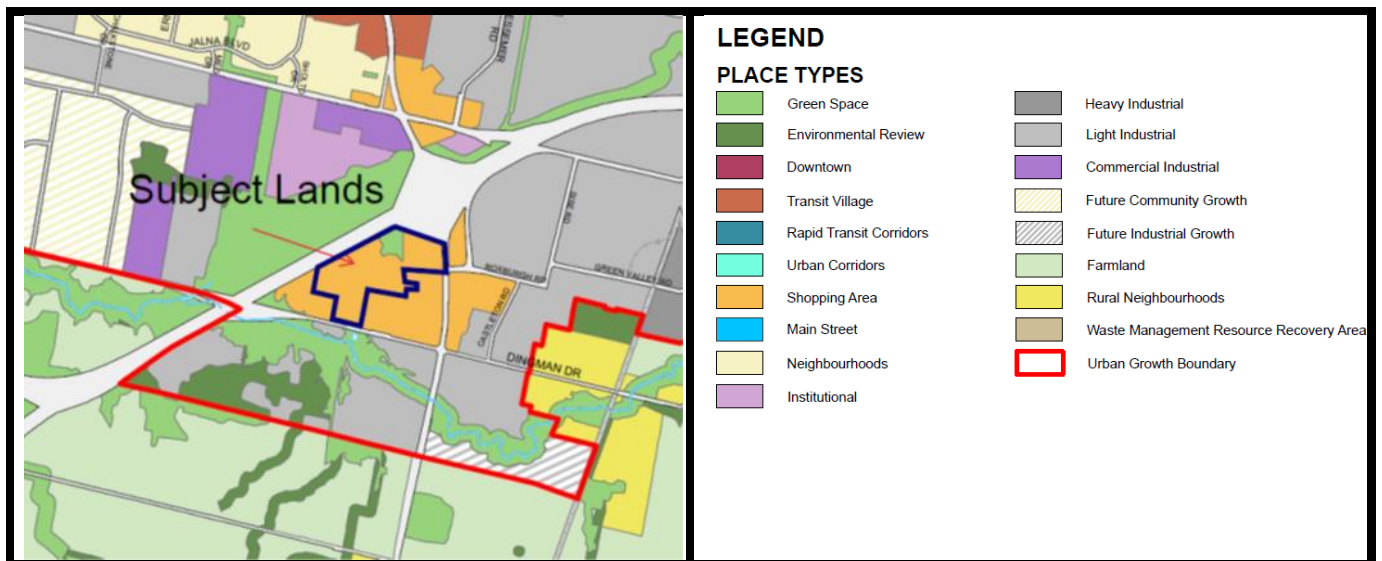 JALNA BLVD
Subject Lands
ROXBURGH RD
GREEN VALLEY RD
CASTLETON RD
DINGMAN DR
LEGEND
PLACE TYPES
Green Space
Environmental Review
Downtown
Transit Village
Rapid Transit Corridors
Urban Corridors
Shopping Area
Main Street
Neighbourhoods
Institutional
Heavy Industrial
Light Industrial
Commercial Industrial
Future Community Growth
Future Industrial Growth
Farmland
Rural Neighbourhoods
Waste Management Resource Recovery Area
Urban Growth Boundary